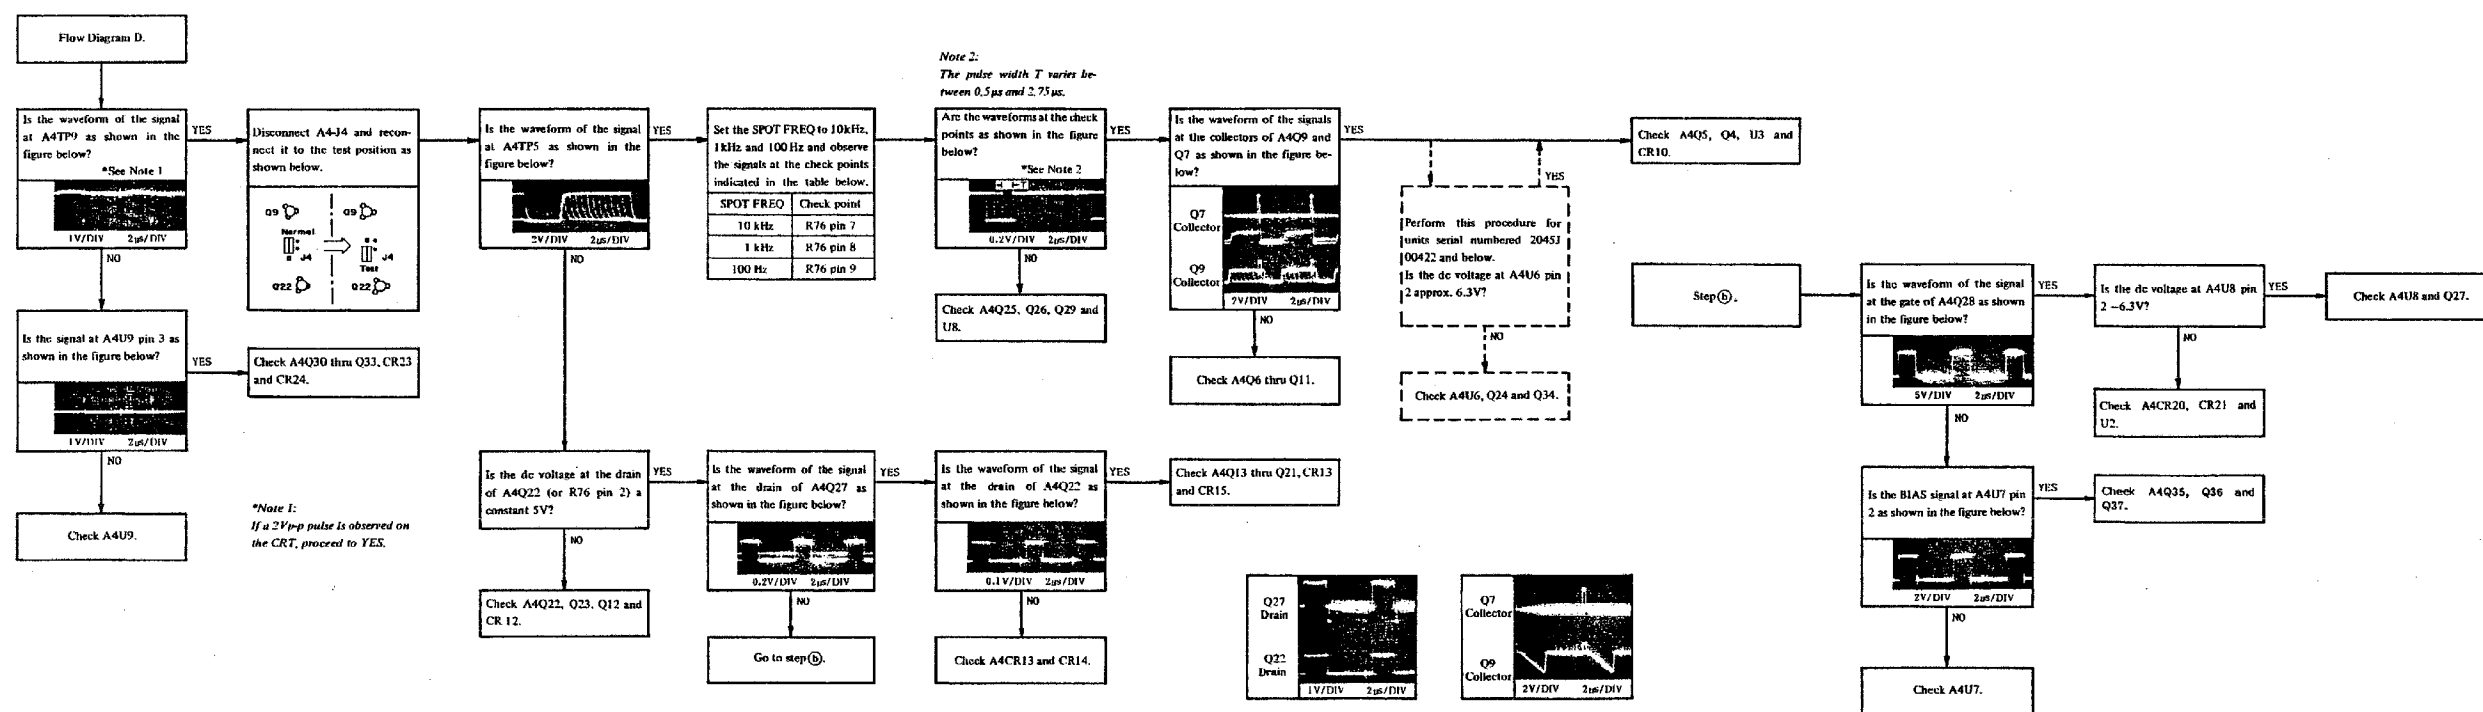 Flow Diagram D.
Is the waveform of the signal
at A4TP9 as shown in the
figure below?
*See Note 1
1V/DIV 2µs/DIV
YES
NO
Is the signal at A4U9 pin 3 as
shown in the figure below?
1V/DIV 2µs/DIV
YES
NO
Check A4U9.
Disconnect A4-J4 and recon-
nect it to the test position as
shown below.
Q9 Q9
Normal
J4 J4
Test
Q22 Q22
Check A4Q30 thru Q33, CR23
and CR24.
*Note 1:
If a 2Vp-p pulse is observed on
the CRT, proceed to YES.
Is the waveform of the signal
at A4TP5 as shown in the
figure below?
2V/DIV 2µs/DIV
YES
NO
Is the dc voltage at the drain
of A4Q22 (or R76 pin 2) a
constant 5V?
YES
NO
Check A4Q22, Q23, Q12 and
CR 12.
Set the SPOT FREQ to 10kHz,
1kHz and 100 Hz and observe
the signals at the check points
indicated in the table below.
SPOT FREQ Check point
10 kHz R76 pin 7
1 kHz R76 pin 8
100 Hz R76 pin 9
Is the waveform of the signal
at the drain of A4Q27 as
shown in the figure below?
0.2V/DIV 2µs/DIV
YES
NO
Go to step ⓑ.
Note 2:
The pulse width T varies be-
tween 0.5µs and 2.75µs.
Are the waveforms at the check
points as shown in the figure
below?
*See Note 2
T
0.2V/DIV 2µs/DIV
YES
NO
Check A4Q25, Q26, Q29 and
U8.
Is the waveform of the signal
at the drain of A4Q22 as
shown in the figure below?
0.1V/DIV 2µs/DIV
YES
NO
Check A4CR13 and CR14.
Is the waveform of the signals
at the collectors of A4Q9 and
Q7 as shown in the figure be-
low?
Q7
Collector
Q9
Collector
2V/DIV 2µs/DIV
YES
NO
Check A4Q6 thru Q11.
Check A4Q13 thru Q21, CR13
and CR15.
Perform this procedure for
units serial numbered 2045J
00422 and below.
Is the dc voltage at A4U6 pin
2 approx. 6.3V?
YES
NO
Check A4U6, Q24 and Q34.
Check A4Q5, Q4, U3 and
CR10.
Q27
Drain
Q22
Drain
1V/DIV 2µs/DIV
Q7
Collector
Q9
Collector
2V/DIV 2µs/DIV
Step ⓑ.
Is the waveform of the signal
at the gate of A4Q28 as shown
in the figure below?
5V/DIV 2µs/DIV
YES
NO
Is the dc voltage at A4U8 pin
2 −6.3V?
YES
NO
Check A4U8 and Q27.
Check A4CR20, CR21 and
U2.
Is the BIAS signal at A4U7 pin
2 as shown in the figure below?
2V/DIV 2µs/DIV
YES
NO
Check A4Q35, Q36 and
Q37.
Check A4U7.